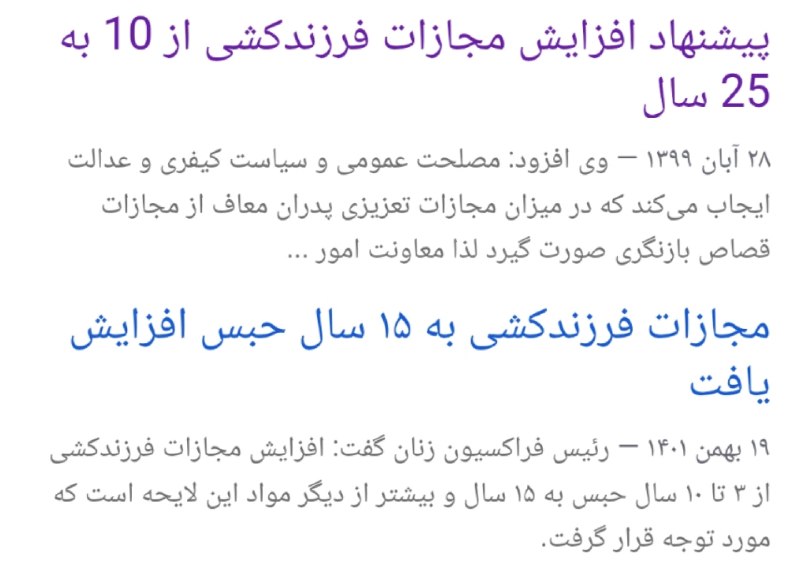 پیشنهاد افزایش مجازات فرزندکشی از 10 به
25 سال
۲۸ آبان ۱۳۹۹ — وی افزود: مصلحت عمومی و سیاست کیفری و عدالت
ایجاب می‌کند که در میزان مجازات تعزیزی پدران معاف از مجازات
قصاص بازنگری صورت گیرد لذا معاونت امور ...
مجازات فرزندکشی به ۱۵ سال حبس افزایش
یافت
۱۹ بهمن ۱۴۰۱ — رئیس فراکسیون زنان گفت: افزایش مجازات فرزندکشی
از ۳ تا ۱۰ سال حبس به ۱۵ سال و بیشتر از دیگر مواد این لایحه است که
مورد توجه قرار گرفت.